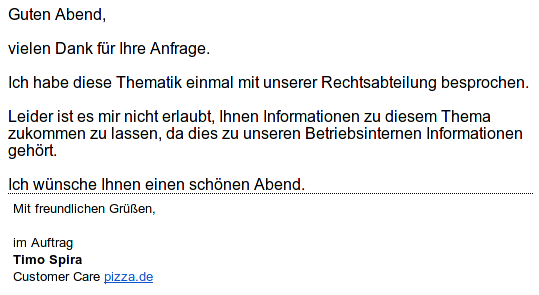 Guten Abend,
vielen Dank für Ihre Anfrage.
Ich habe diese Thematik einmal mit unserer Rechtsabteilung besprochen.
Leider ist es mir nicht erlaubt, Ihnen Informationen zu diesem Thema
zukommen zu lassen, da dies zu unseren Betriebsinternen Informationen
gehört.
Ich wünsche Ihnen einen schönen Abend.
Mit freundlichen Grüßen,
im Auftrag
Timo Spira
Customer Care pizza.de